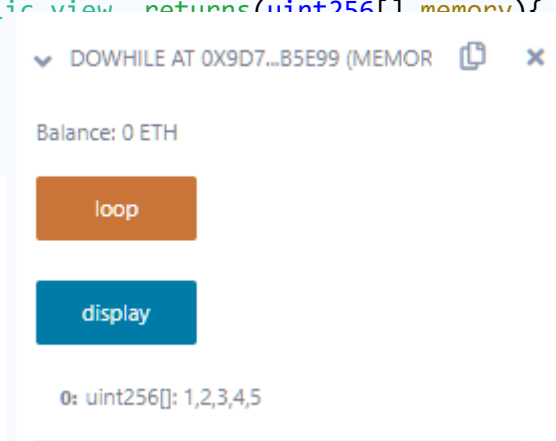 ic view returns(uint256[] memory){
DOWHILE AT 0X9D7...B5E99 (MEMOR
Balance: 0 ETH
loop
display
0: uint256[]: 1,2,3,4,5